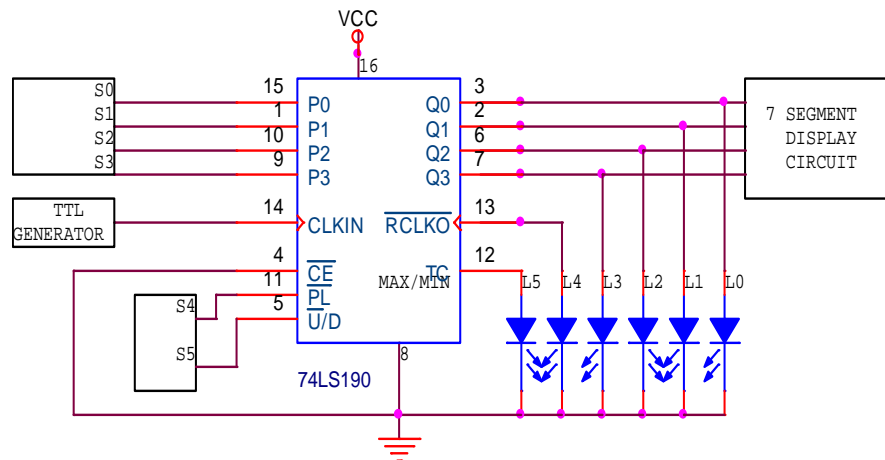 VCC
16
S0
S1
S2
S3
15
1
10
9
P0
P1
P2
P3
3
2
6
7
Q0
Q1
Q2
Q3
7 SEGMENT
DISPLAY
CIRCUIT
TTL
GENERATOR
14
CLKIN
RCLKO
13
4
11
5
CE
PL
U/D
TC
MAX/MIN
12
S4
S5
L5
L4
L3
L2
L1
L0
8
74LS190